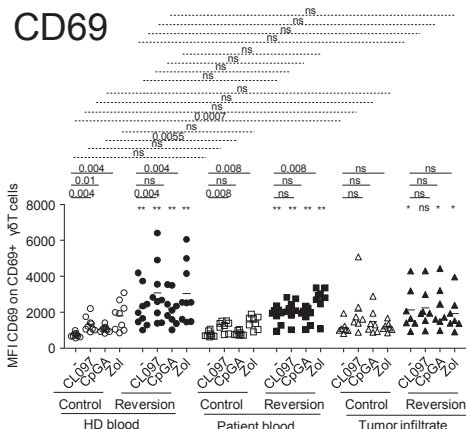 CD69
ns
ns
ns
ns
ns
ns
ns
ns
ns
0.0007
ns
0.0055
ns
ns
0.004 0.004 0.008 0.008 ns ns
0.01 ns ns ns ns ns
0.004 0.004 0.008 ns ns ns
** ** ** ** ** ** ** ** * ns * *
8000
6000
4000
2000
0
MFI CD69 on CD69+ γδT cells
- CL097 CpGA Zol - CL097 CpGA Zol - CL097 CpGA Zol - CL097 CpGA Zol - CL097 CpGA Zol - CL097 CpGA Zol
Control Reversion Control Reversion Control Reversion
HD blood Patient blood Tumor infiltrate